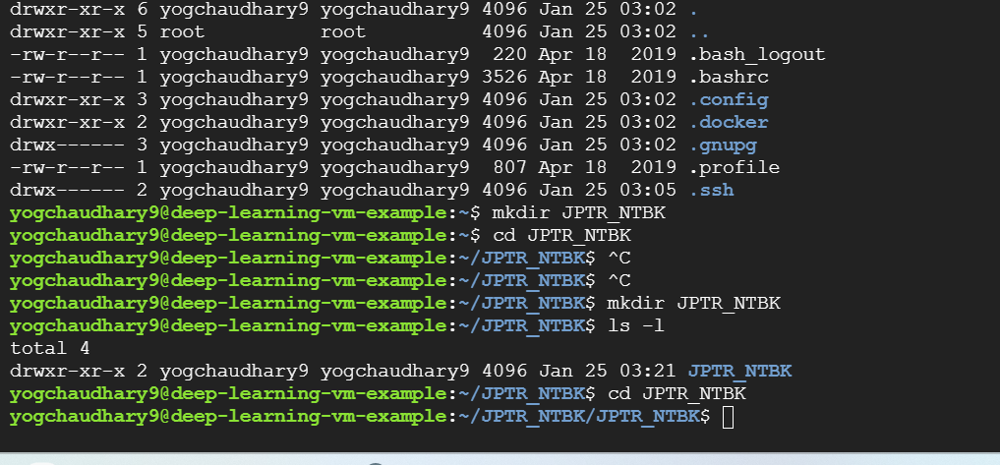 drwxr-xr-x 6 yogchaudhary9 yogchaudhary9 4096 Jan 25 03:02 .
drwxr-xr-x 5 root          root          4096 Jan 25 03:02 ..
-rw-r--r-- 1 yogchaudhary9 yogchaudhary9  220 Apr 18  2019 .bash_logout
-rw-r--r-- 1 yogchaudhary9 yogchaudhary9 3526 Apr 18  2019 .bashrc
drwxr-xr-x 3 yogchaudhary9 yogchaudhary9 4096 Jan 25 03:02 .config
drwxr-xr-x 2 yogchaudhary9 yogchaudhary9 4096 Jan 25 03:02 .docker
drwx------ 3 yogchaudhary9 yogchaudhary9 4096 Jan 25 03:02 .gnupg
-rw-r--r-- 1 yogchaudhary9 yogchaudhary9  807 Apr 18  2019 .profile
drwx------ 2 yogchaudhary9 yogchaudhary9 4096 Jan 25 03:05 .ssh
yogchaudhary9@deep-learning-vm-example:~$ mkdir JPTR_NTBK
yogchaudhary9@deep-learning-vm-example:~$ cd JPTR_NTBK
yogchaudhary9@deep-learning-vm-example:~/JPTR_NTBK$ ^C
yogchaudhary9@deep-learning-vm-example:~/JPTR_NTBK$ ^C
yogchaudhary9@deep-learning-vm-example:~/JPTR_NTBK$ mkdir JPTR_NTBK
yogchaudhary9@deep-learning-vm-example:~/JPTR_NTBK$ ls -l
total 4
drwxr-xr-x 2 yogchaudhary9 yogchaudhary9 4096 Jan 25 03:21 JPTR_NTBK
yogchaudhary9@deep-learning-vm-example:~/JPTR_NTBK$ cd JPTR_NTBK
yogchaudhary9@deep-learning-vm-example:~/JPTR_NTBK/JPTR_NTBK$